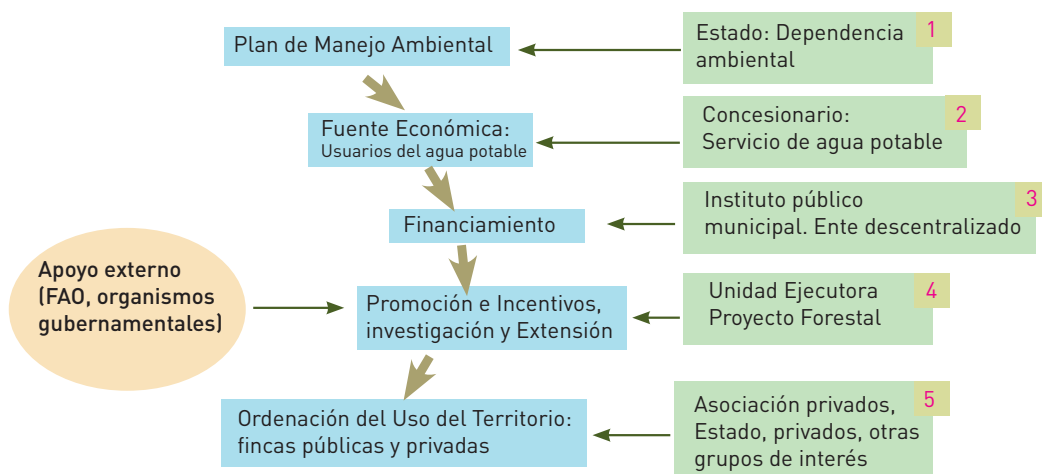 Plan de Manejo Ambiental
Estado: Dependencia
ambiental
1
Fuente Económica:
Usuarios del agua potable
Concesionario:
Servicio de agua potable
2
Financiamiento
Instituto público
municipal. Ente descentralizado
3
Apoyo externo
(FAO, organismos
gubernamentales)
Promoción e Incentivos,
investigación y Extensión
Unidad Ejecutora
Proyecto Forestal
4
Ordenación del Uso del Territorio:
fincas públicas y privadas
Asociación privados,
Estado, privados, otras
grupos de interés
5